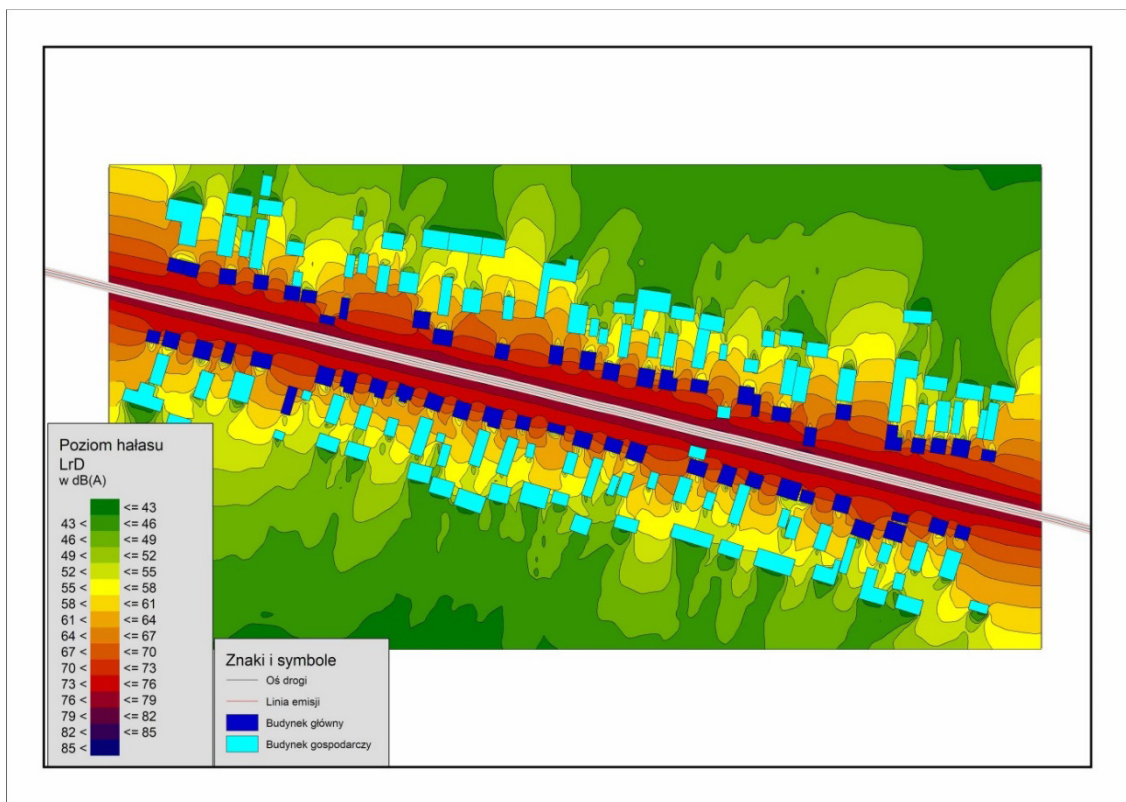 Poziom hałasu
LrD
w dB(A)
<= 43
43 < <= 46
46 < <= 49
49 < <= 52
52 < <= 55
55 < <= 58
58 < <= 61
61 < <= 64
64 < <= 67
67 < <= 70
70 < <= 73
73 < <= 76
76 < <= 79
79 < <= 82
82 < <= 85
85 <
Znaki i symbole
Oś drogi
Linia emisji
Budynek główny
Budynek gospodarczy